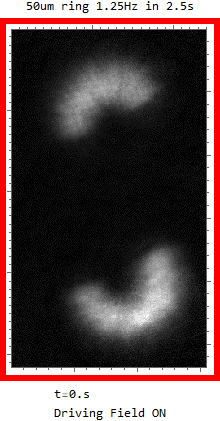 50um ring 1.25Hz in 2.5s
t=0.s
Driving Field ON